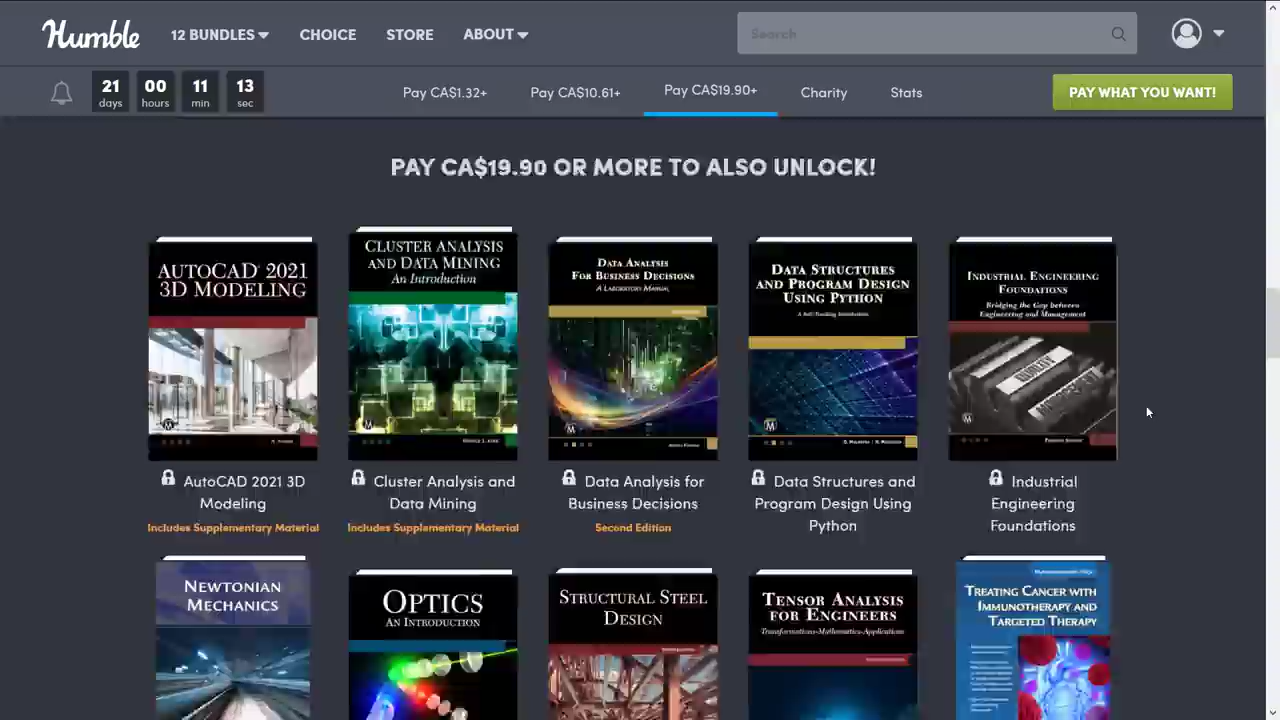 Humble
12 BUNDLES
CHOICE
STORE
ABOUT
Search
21
days
00
hours
11
min
13
sec
Pay CA$1.32+
Pay CA$10.61+
Pay CA$19.90+
Charity
Stats
PAY WHAT YOU WANT!
PAY CA$19.90 OR MORE TO ALSO UNLOCK!
AUTOCAD® 2021
3D MODELING
CLUSTER ANALYSIS
AND DATA MINING
An Introduction
DATA ANALYSIS
FOR BUSINESS DECISIONS
A LABORATORY MANUAL
DATA STRUCTURES
AND PROGRAM DESIGN
USING PYTHON
A Self-Teaching Introduction
INDUSTRIAL ENGINEERING
FOUNDATIONS
Bridging the Gap between
Engineering and Management
QUALITY
AutoCAD 2021 3D
Modeling
Includes Supplementary Material
Cluster Analysis and
Data Mining
Includes Supplementary Material
Data Analysis for
Business Decisions
Second Edition
Data Structures and
Program Design Using
Python
Industrial
Engineering
Foundations
NEWTONIAN
MECHANICS
OPTICS
AN INTRODUCTION
STRUCTURAL STEEL
DESIGN
TENSOR ANALYSIS
FOR ENGINEERS
Transformations-Mathematics-Applications
TREATING CANCER WITH
IMMUNOTHERAPY AND
TARGETED THERAPY